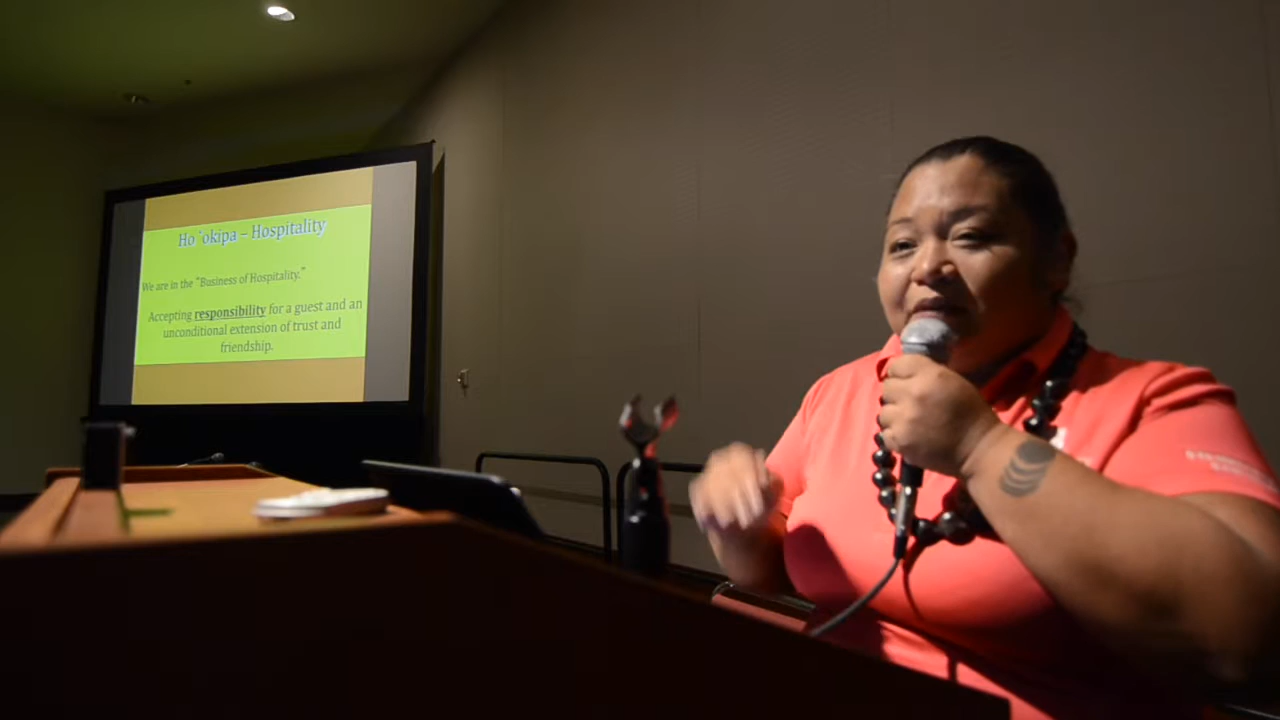 Ho ‘okipa – Hospitality
We are in the “Business of Hospitality.”
Accepting responsibility for a guest and an
unconditional extension of trust and
friendship.